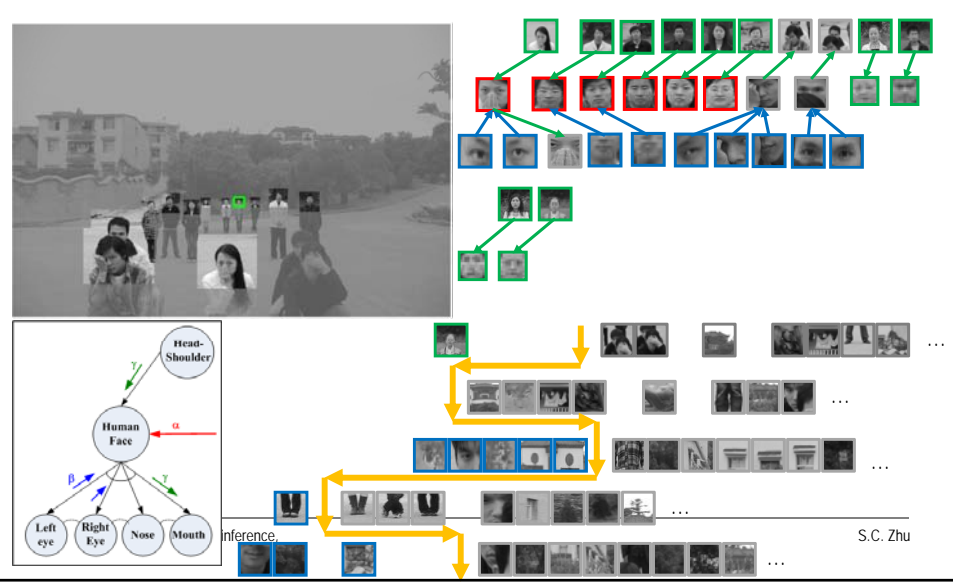 Head-
Shoulder
γ
Human
Face
α
β
γ
Left
eye
Right
Eye
Nose
Mouth
inference,
S.C. Zhu
...
...
...
...
...